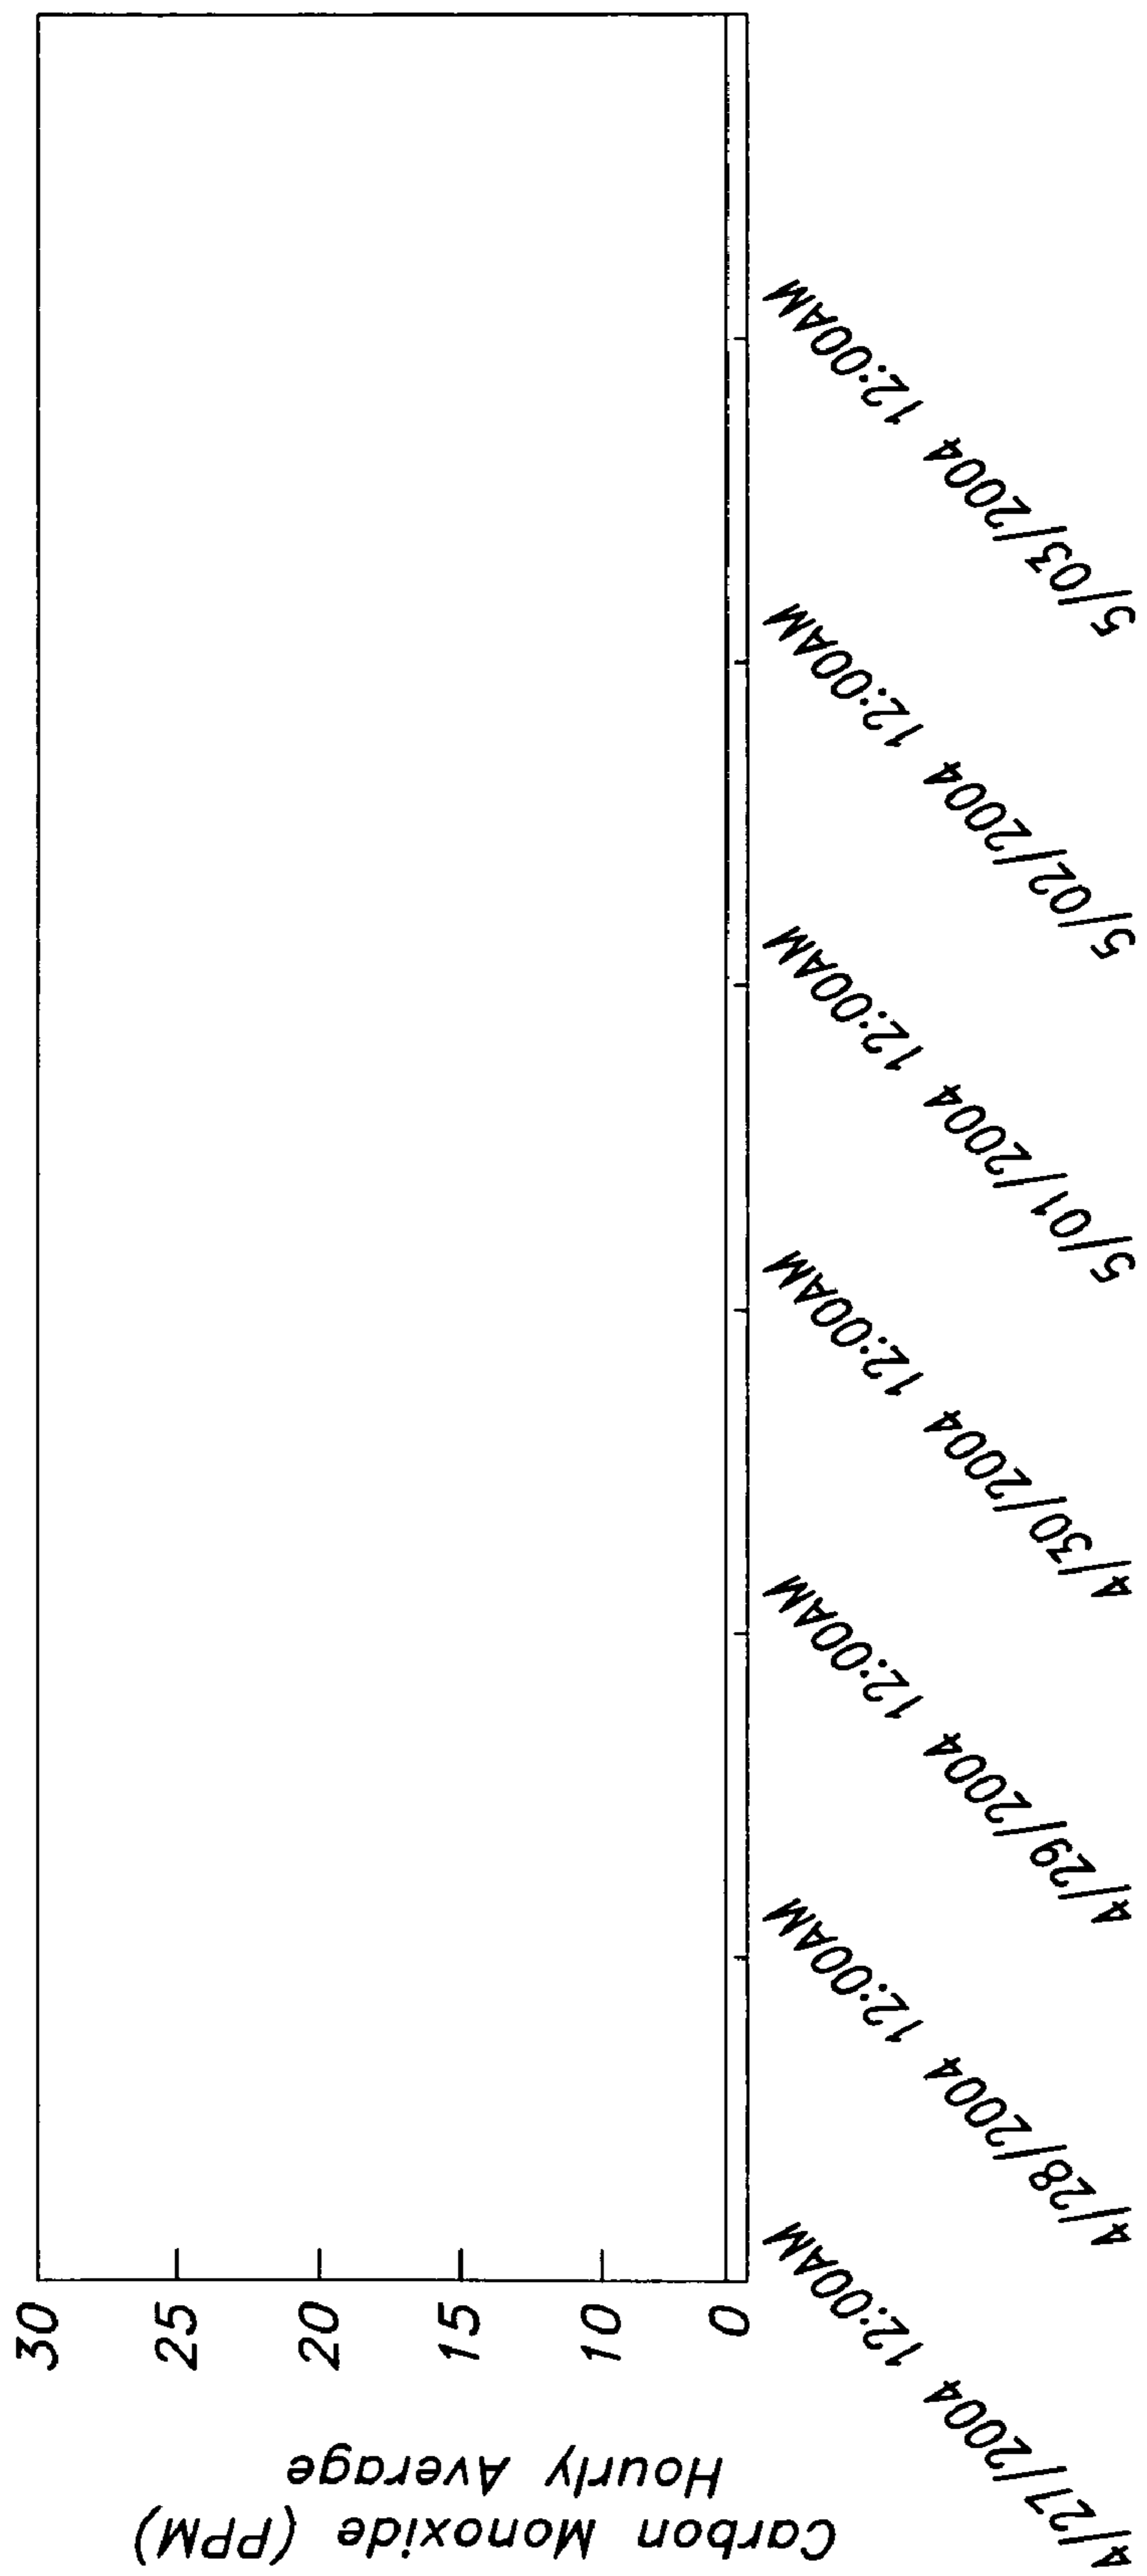 Carbon Monoxide (PPM)
Hourly Average
30
25
20
15
10
0
4/27/2004 12:00AM
4/28/2004 12:00AM
4/29/2004 12:00AM
4/30/2004 12:00AM
5/01/2004 12:00AM
5/02/2004 12:00AM
5/03/2004 12:00AM